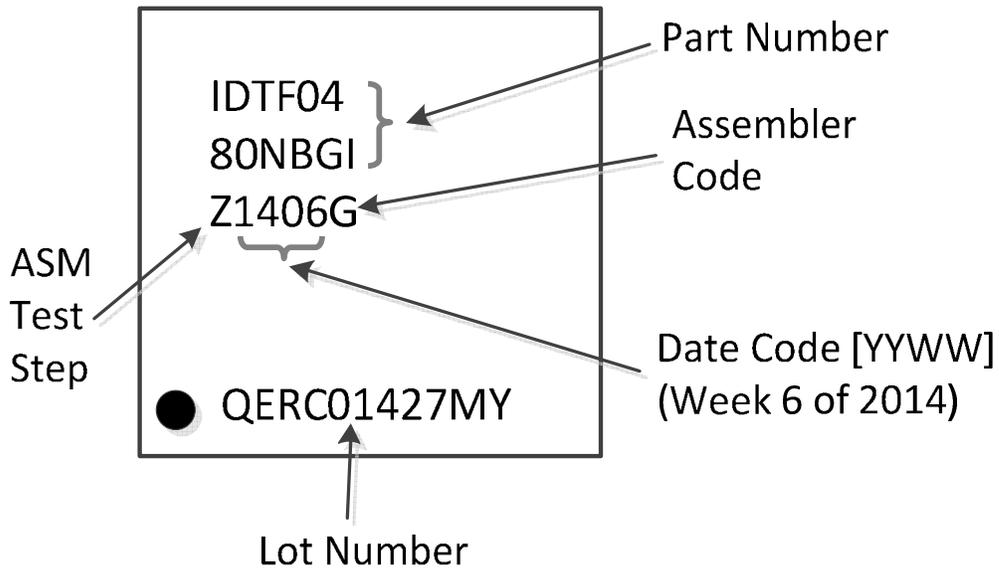 Part Number
IDTF04
80NBGI
Assembler
Code
Z1406G
ASM
Test
Step
Date Code [YYWW]
(Week 6 of 2014)
QERC01427MY
Lot Number